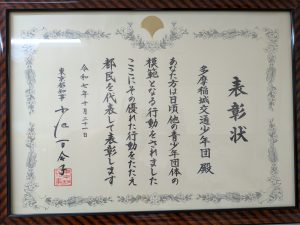 表彰状
多摩稲城交通少年団 殿
あなた方は日頃他の青少年団体の
模範となる行動をされました
ここにその優れた行動をたたえ
都民を代表して表彰します
令和七年十月二十一日
東京都知事 小池百合子